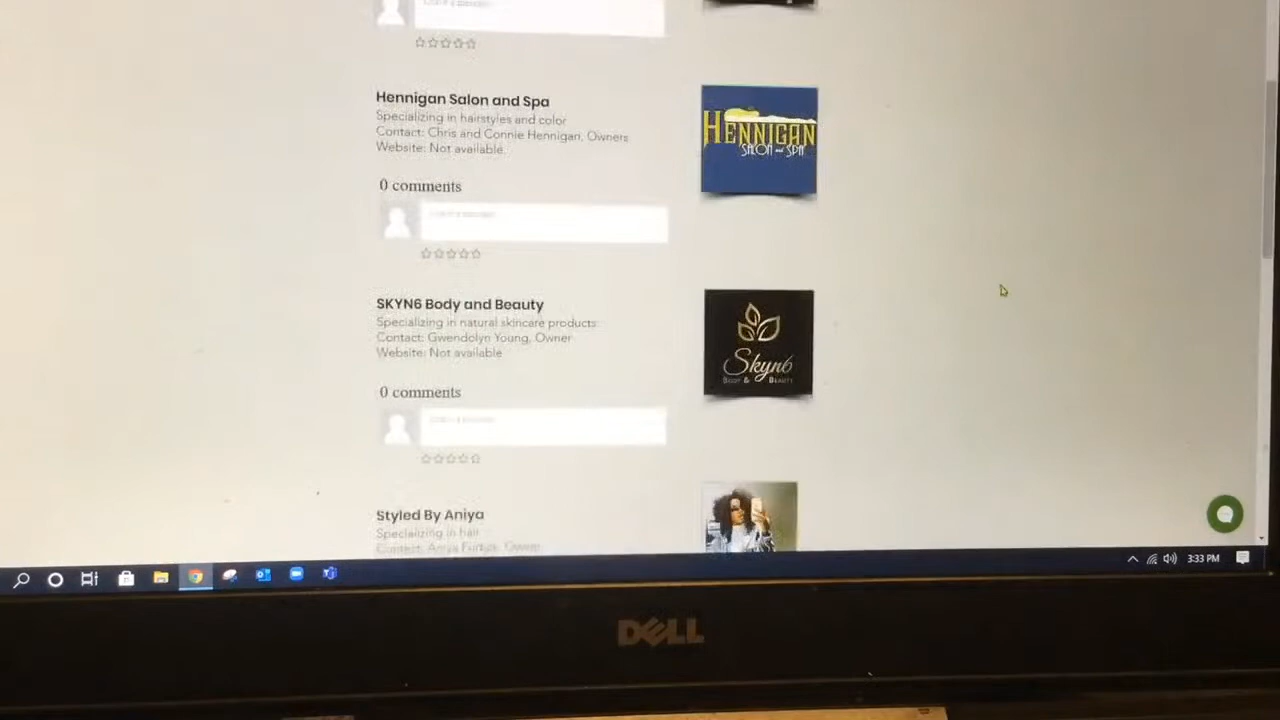 Hennigan Salon and Spa
Specializing in hairstyles and color
Contact: Chris and Connie Hennigan, Owners
Website: Not available
HENNIGAN
SALON and SPA
0 comments
SKYN6 Body and Beauty
Specializing in natural skincare products
Contact: Gwendolyn Young, Owner
Website: Not available
Skyn6
BODY & BEAUTY
0 comments
Styled By Aniya
Specializing in hair
Contact: Aniya
3:33 PM
DELL